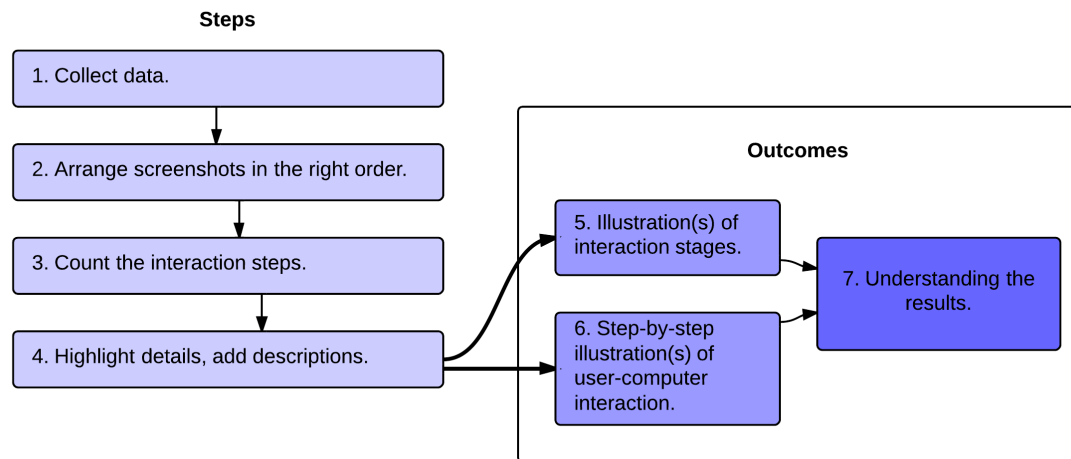 Steps
1. Collect data.
2. Arrange screenshots in the right order.
3. Count the interaction steps.
4. Highlight details, add descriptions.
Outcomes
5. Illustration(s) of
interaction stages.
6. Step-by-step
illustration(s) of
user-computer
interaction.
7. Understanding the
results.